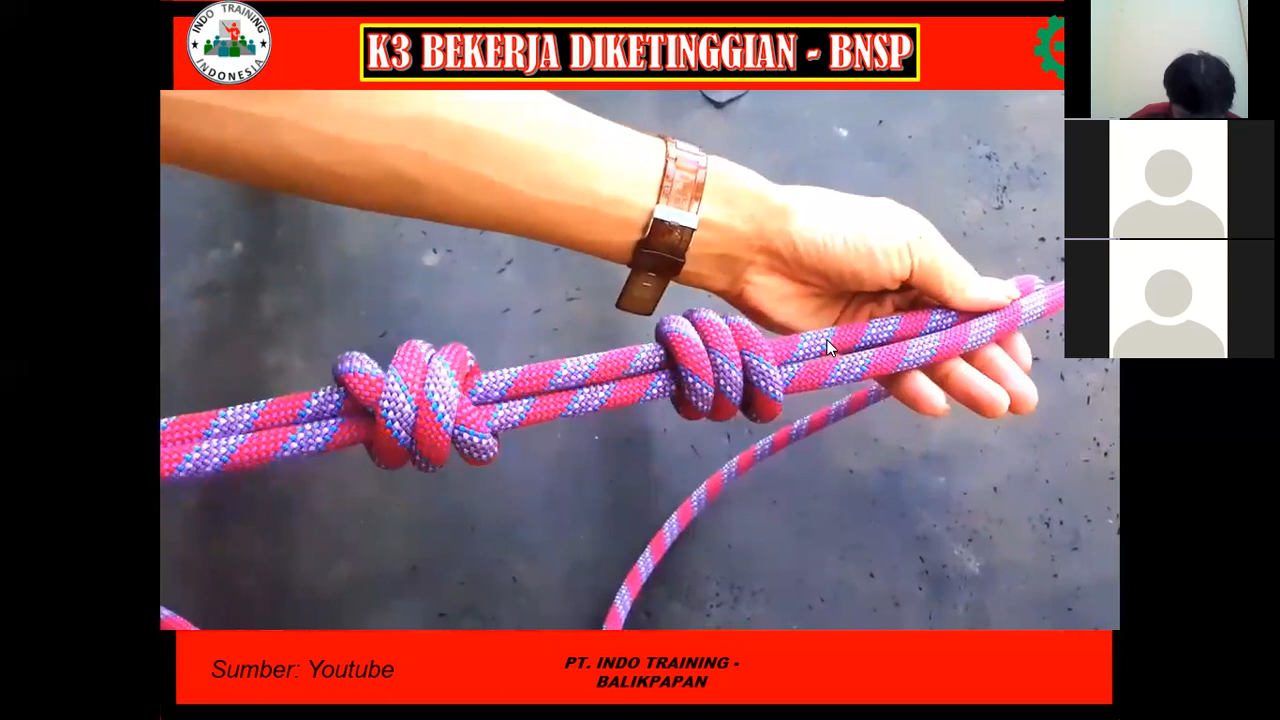 INDO TRAINING
INDONESIA
K3 BEKERJA DIKETINGGIAN - BNSP
Sumber: Youtube
PT. INDO TRAINING -
BALIKPAPAN